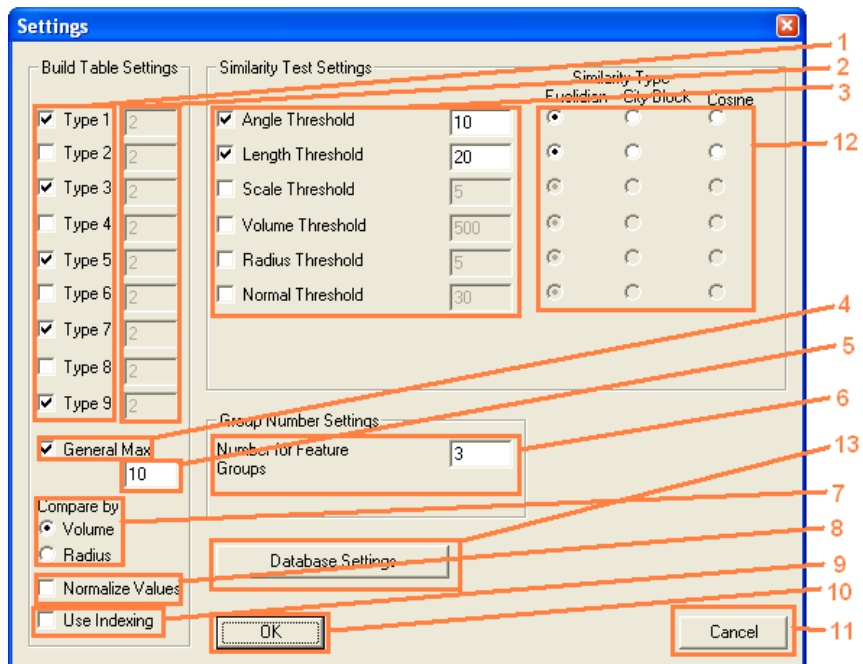 Settings
1
Build Table Settings
Similarity Test Settings
2
Similarity Type
3
Euclidian City Block Cosine
Type 1 2 Angle Threshold 10
12
Type 2 2 Length Threshold 20
Type 3 2 Scale Threshold 5
Type 4 2 Volume Threshold 500
Type 5 2 Radius Threshold 5
Type 6 2 Normal Threshold 30
4
Type 7 2
5
Type 8 2
6
Type 9 2
Group Number Settings
13
General Max
Number for Feature 3
10
Groups
7
Compare by
Volume
8
Radius
Database Settings
9
Normalize Values
10
Use Indexing
OK
Cancel
11